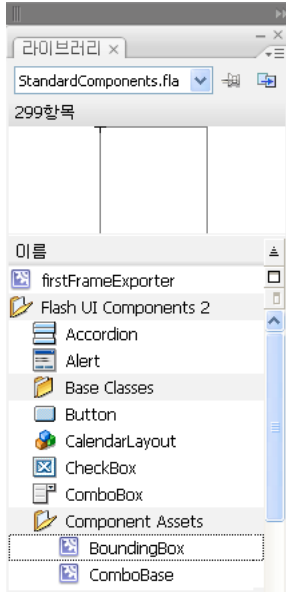 라이브러리 ×
StandardComponents.fla
299항목
이름
firstFrameExporter
Flash UI Components 2
Accordion
Alert
Base Classes
Button
CalendarLayout
CheckBox
ComboBox
Component Assets
BoundingBox
ComboBase